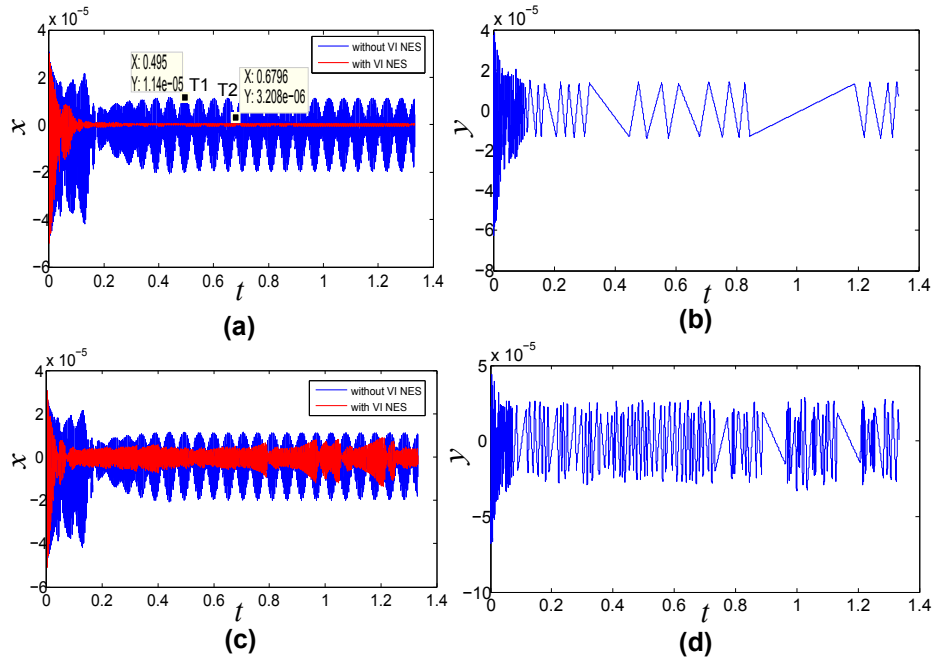 x 10⁻⁵
4
2
0
−2
−4
−6
x
X: 0.495
Y: 1.14e−05
T1
T2
X: 0.6796
Y: 3.208e−06
without VI NES
with VI NES
0 0.2 0.4 0.6 0.8 1 1.2 1.4
t
(a)
x 10⁻⁵
4
2
0
−2
−4
−6
−8
y
0 0.2 0.4 0.6 0.8 1 1.2 1.4
t
(b)
x 10⁻⁵
4
2
0
−2
−4
−6
x
without VI NES
with VI NES
0 0.2 0.4 0.6 0.8 1 1.2 1.4
t
(c)
x 10⁻⁵
5
0
−5
−10
y
0 0.2 0.4 0.6 0.8 1 1.2 1.4
t
(d)